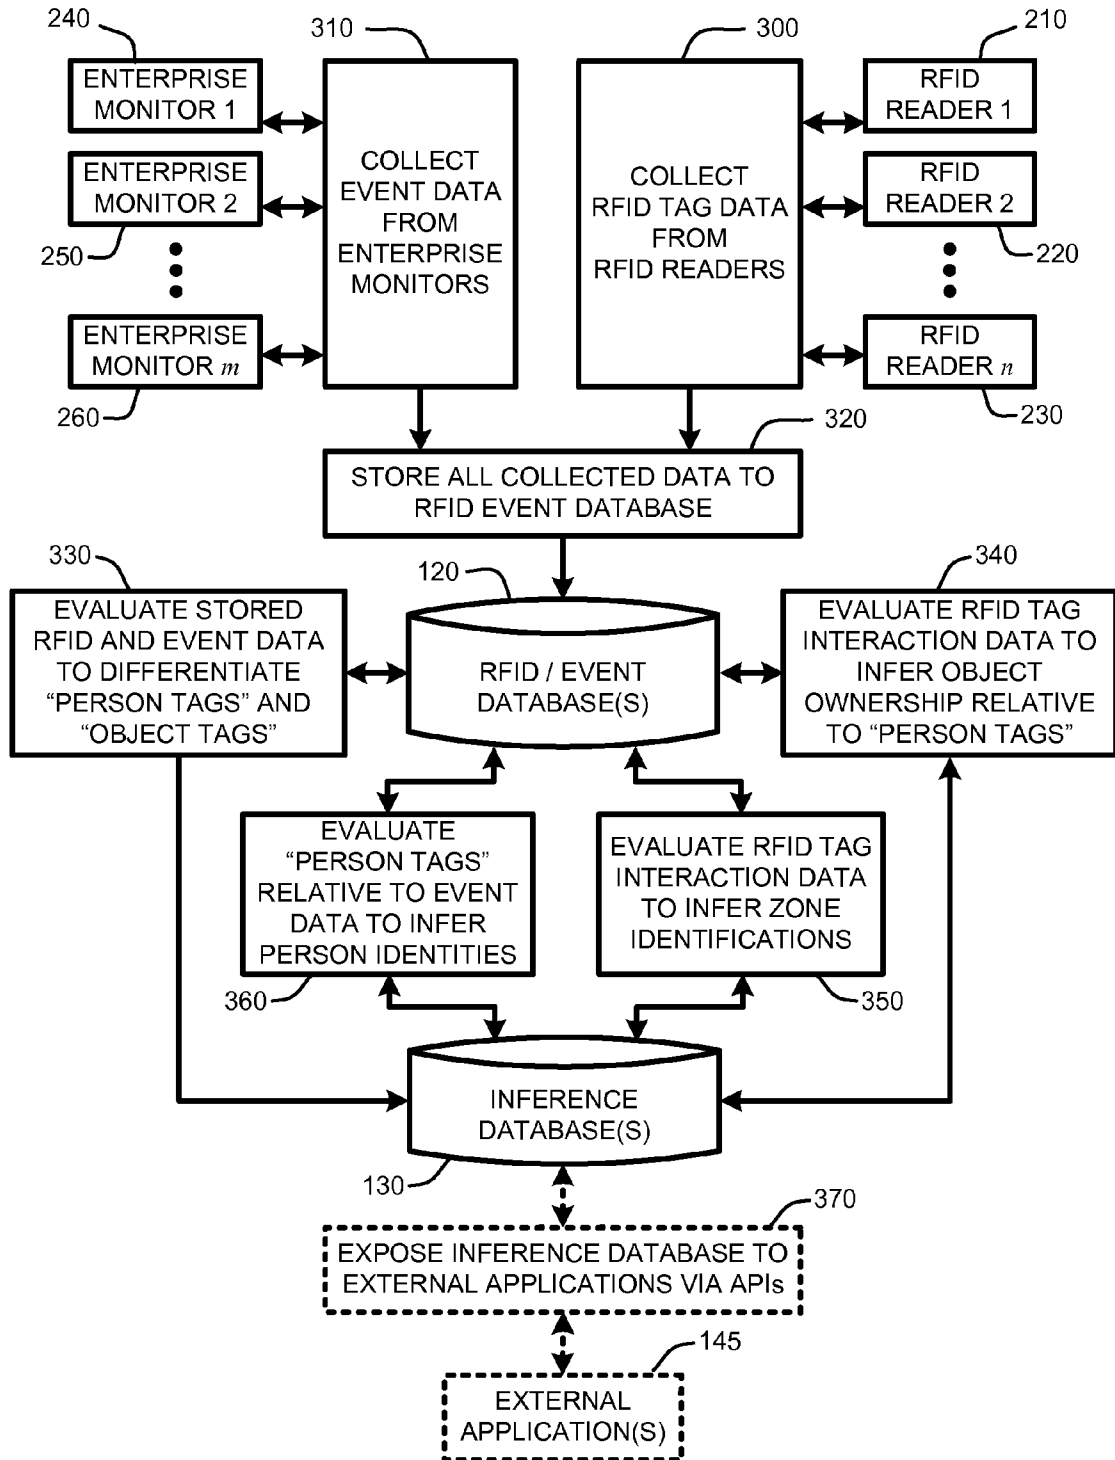 240
310
300
210
ENTERPRISE
MONITOR 1
RFID
READER 1
COLLECT
EVENT DATA
FROM
ENTERPRISE
MONITORS
COLLECT
RFID TAG DATA
FROM
RFID READERS
ENTERPRISE
MONITOR 2
RFID
READER 2
250
220
ENTERPRISE
MONITOR m
RFID
READER n
260
230
320
STORE ALL COLLECTED DATA TO
RFID EVENT DATABASE
330
120
340
EVALUATE STORED
RFID AND EVENT DATA
TO DIFFERENTIATE
“PERSON TAGS” AND
“OBJECT TAGS”
RFID / EVENT
DATABASE(S)
EVALUATE RFID TAG
INTERACTION DATA TO
INFER OBJECT
OWNERSHIP RELATIVE
TO “PERSON TAGS”
EVALUATE
“PERSON TAGS”
RELATIVE TO EVENT
DATA TO INFER
PERSON IDENTITIES
EVALUATE RFID TAG
INTERACTION DATA
TO INFER ZONE
IDENTIFICATIONS
360
350
INFERENCE
DATABASE(S)
130
370
EXPOSE INFERENCE DATABASE TO
EXTERNAL APPLICATIONS VIA APIs
145
EXTERNAL
APPLICATION(S)